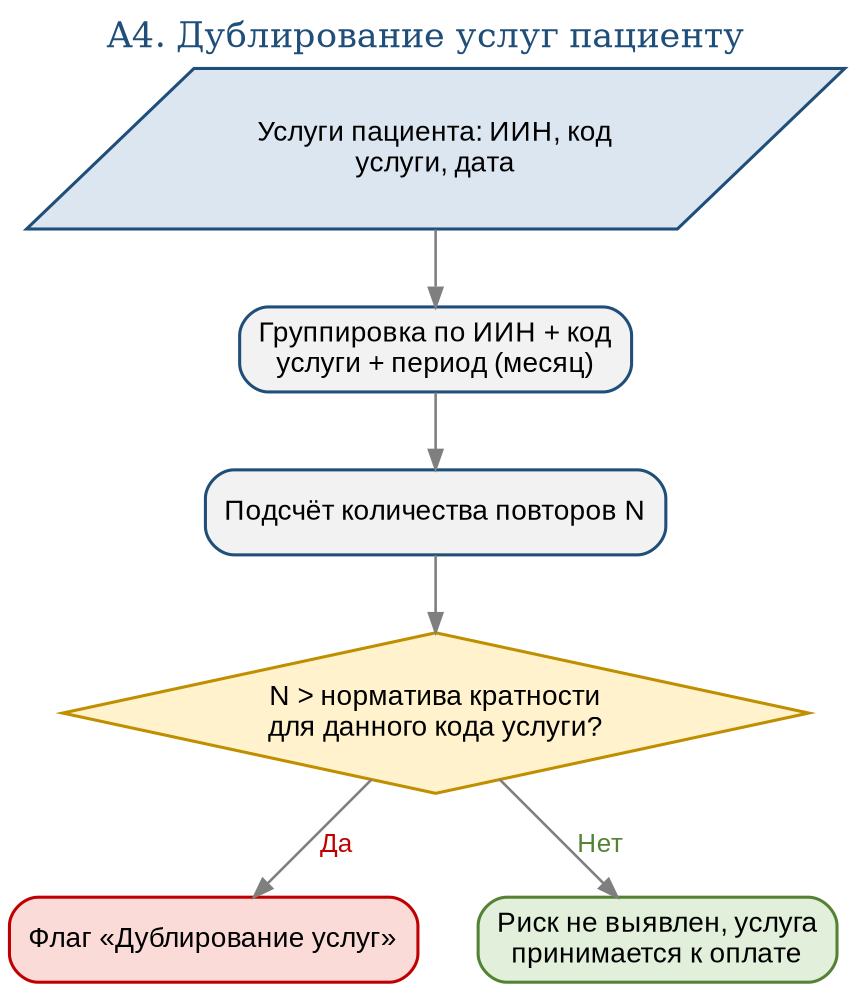 А4. Дублирование услуг пациенту
Услуги пациента: ИИН, код
услуги, дата
Группировка по ИИН + код
услуги + период (месяц)
Подсчёт количества повторов N
N > норматива кратности
для данного кода услуги?
Да
Нет
Флаг «Дублирование услуг»
Риск не выявлен, услуга
принимается к оплате